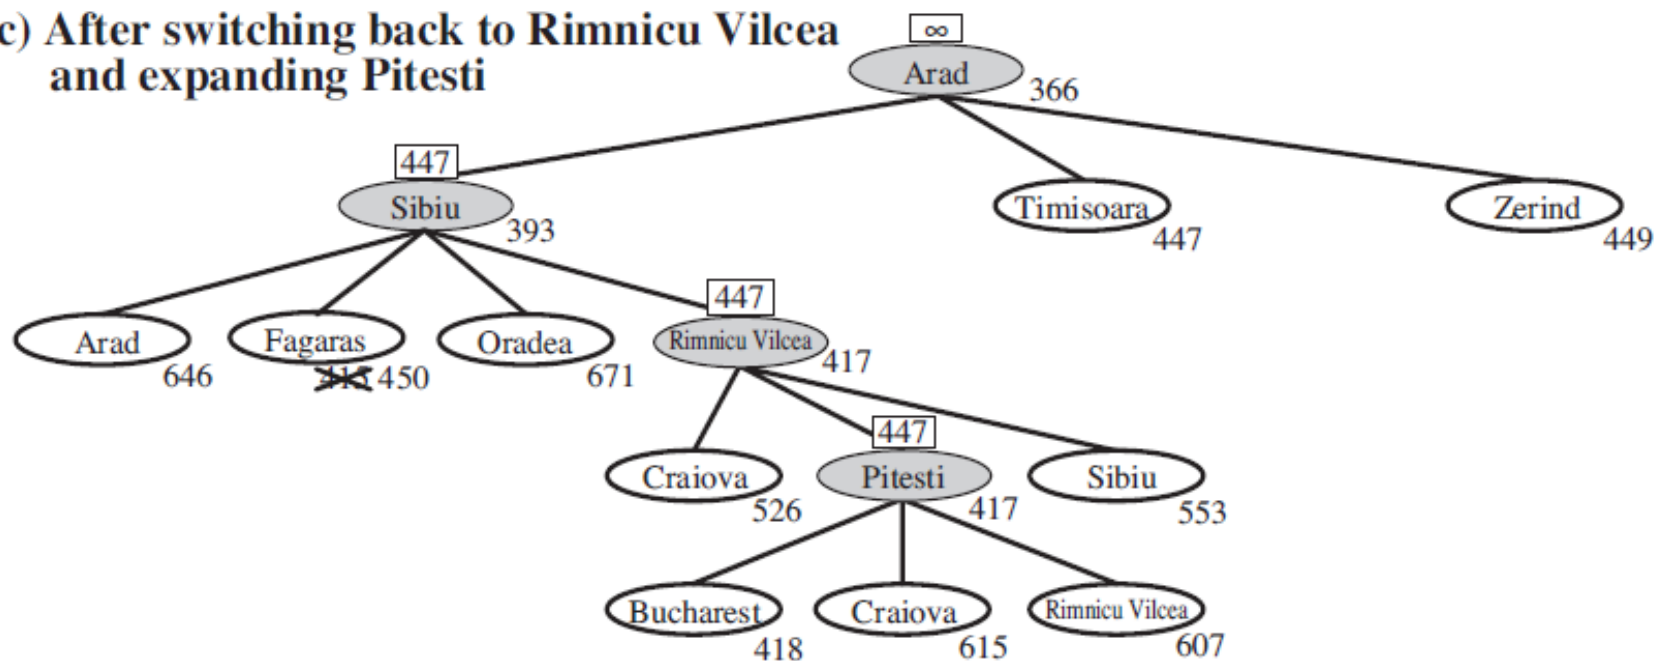 c) After switching back to Rimnicu Vilcea
and expanding Pitesti
∞
Arad
366
447
Sibiu
393
Timisoara
447
Zerind
449
Arad
646
Fagaras
415 450
Oradea
671
447
Rimnicu Vilcea
417
Craiova
526
447
Pitesti
417
Sibiu
553
Bucharest
418
Craiova
615
Rimnicu Vilcea
607